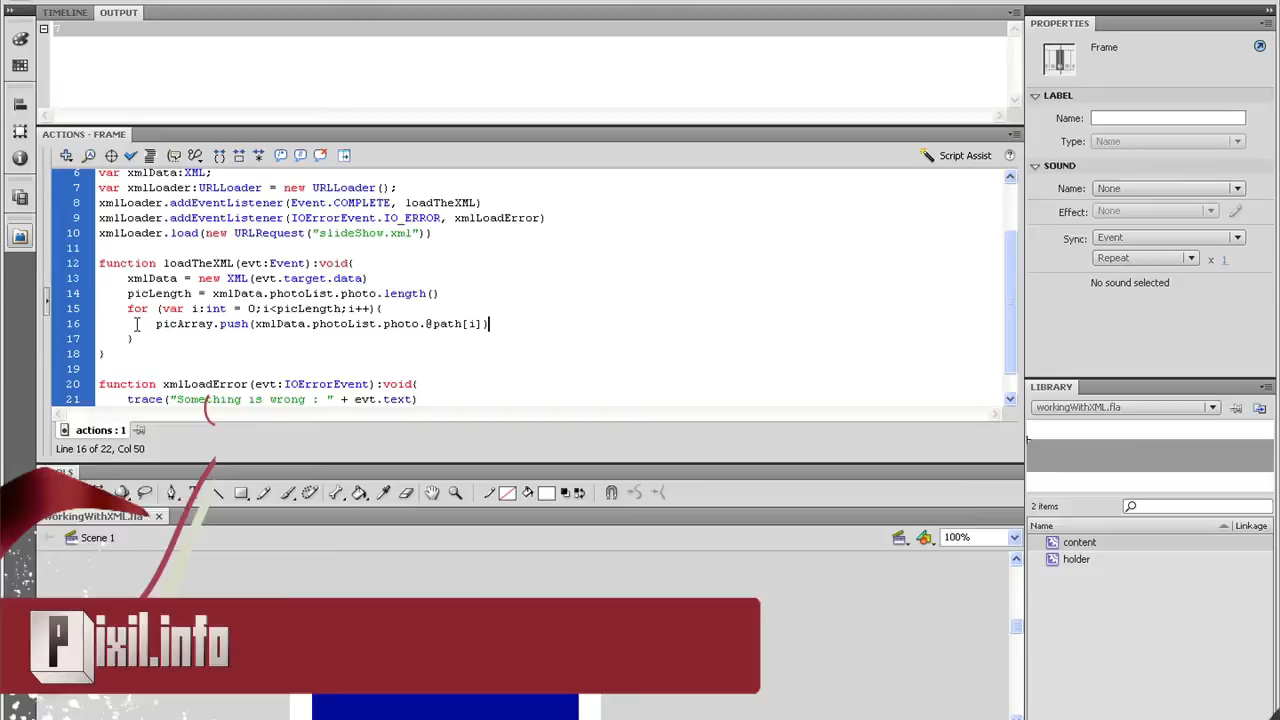 TIMELINE OUTPUT
7
ACTIONS - FRAME
Script Assist
6 var xmlData:XML;
7 var xmlLoader:URLLoader = new URLLoader();
8 xmlLoader.addEventListener(Event.COMPLETE, loadTheXML)
9 xmlLoader.addEventListener(IOErrorEvent.IO_ERROR, xmlLoadError)
10 xmlLoader.load(new URLRequest("slideShow.xml"))
11
12 function loadTheXML(evt:Event):void{
13 xmlData = new XML(evt.target.data)
14 picLength = xmlData.photoList.photo.length()
15 for (var i:int = 0;i<picLength;i++){
16 picArray.push(xmlData.photoList.photo.@path[i])
17 }
18 }
19
20 function xmlLoadError(evt:IOErrorEvent):void{
21 trace("Something is wrong : " + evt.text)
actions : 1
Line 16 of 22, Col 50
workingWithXML.fla
Scene 1
100%
Pixil.info
PROPERTIES
Frame
LABEL
Name:
Type: Name
SOUND
Name: None
Effect: None
Sync: Event
Repeat x 1
No sound selected
LIBRARY
workingWithXML.fla
2 items
Name Linkage
content
holder